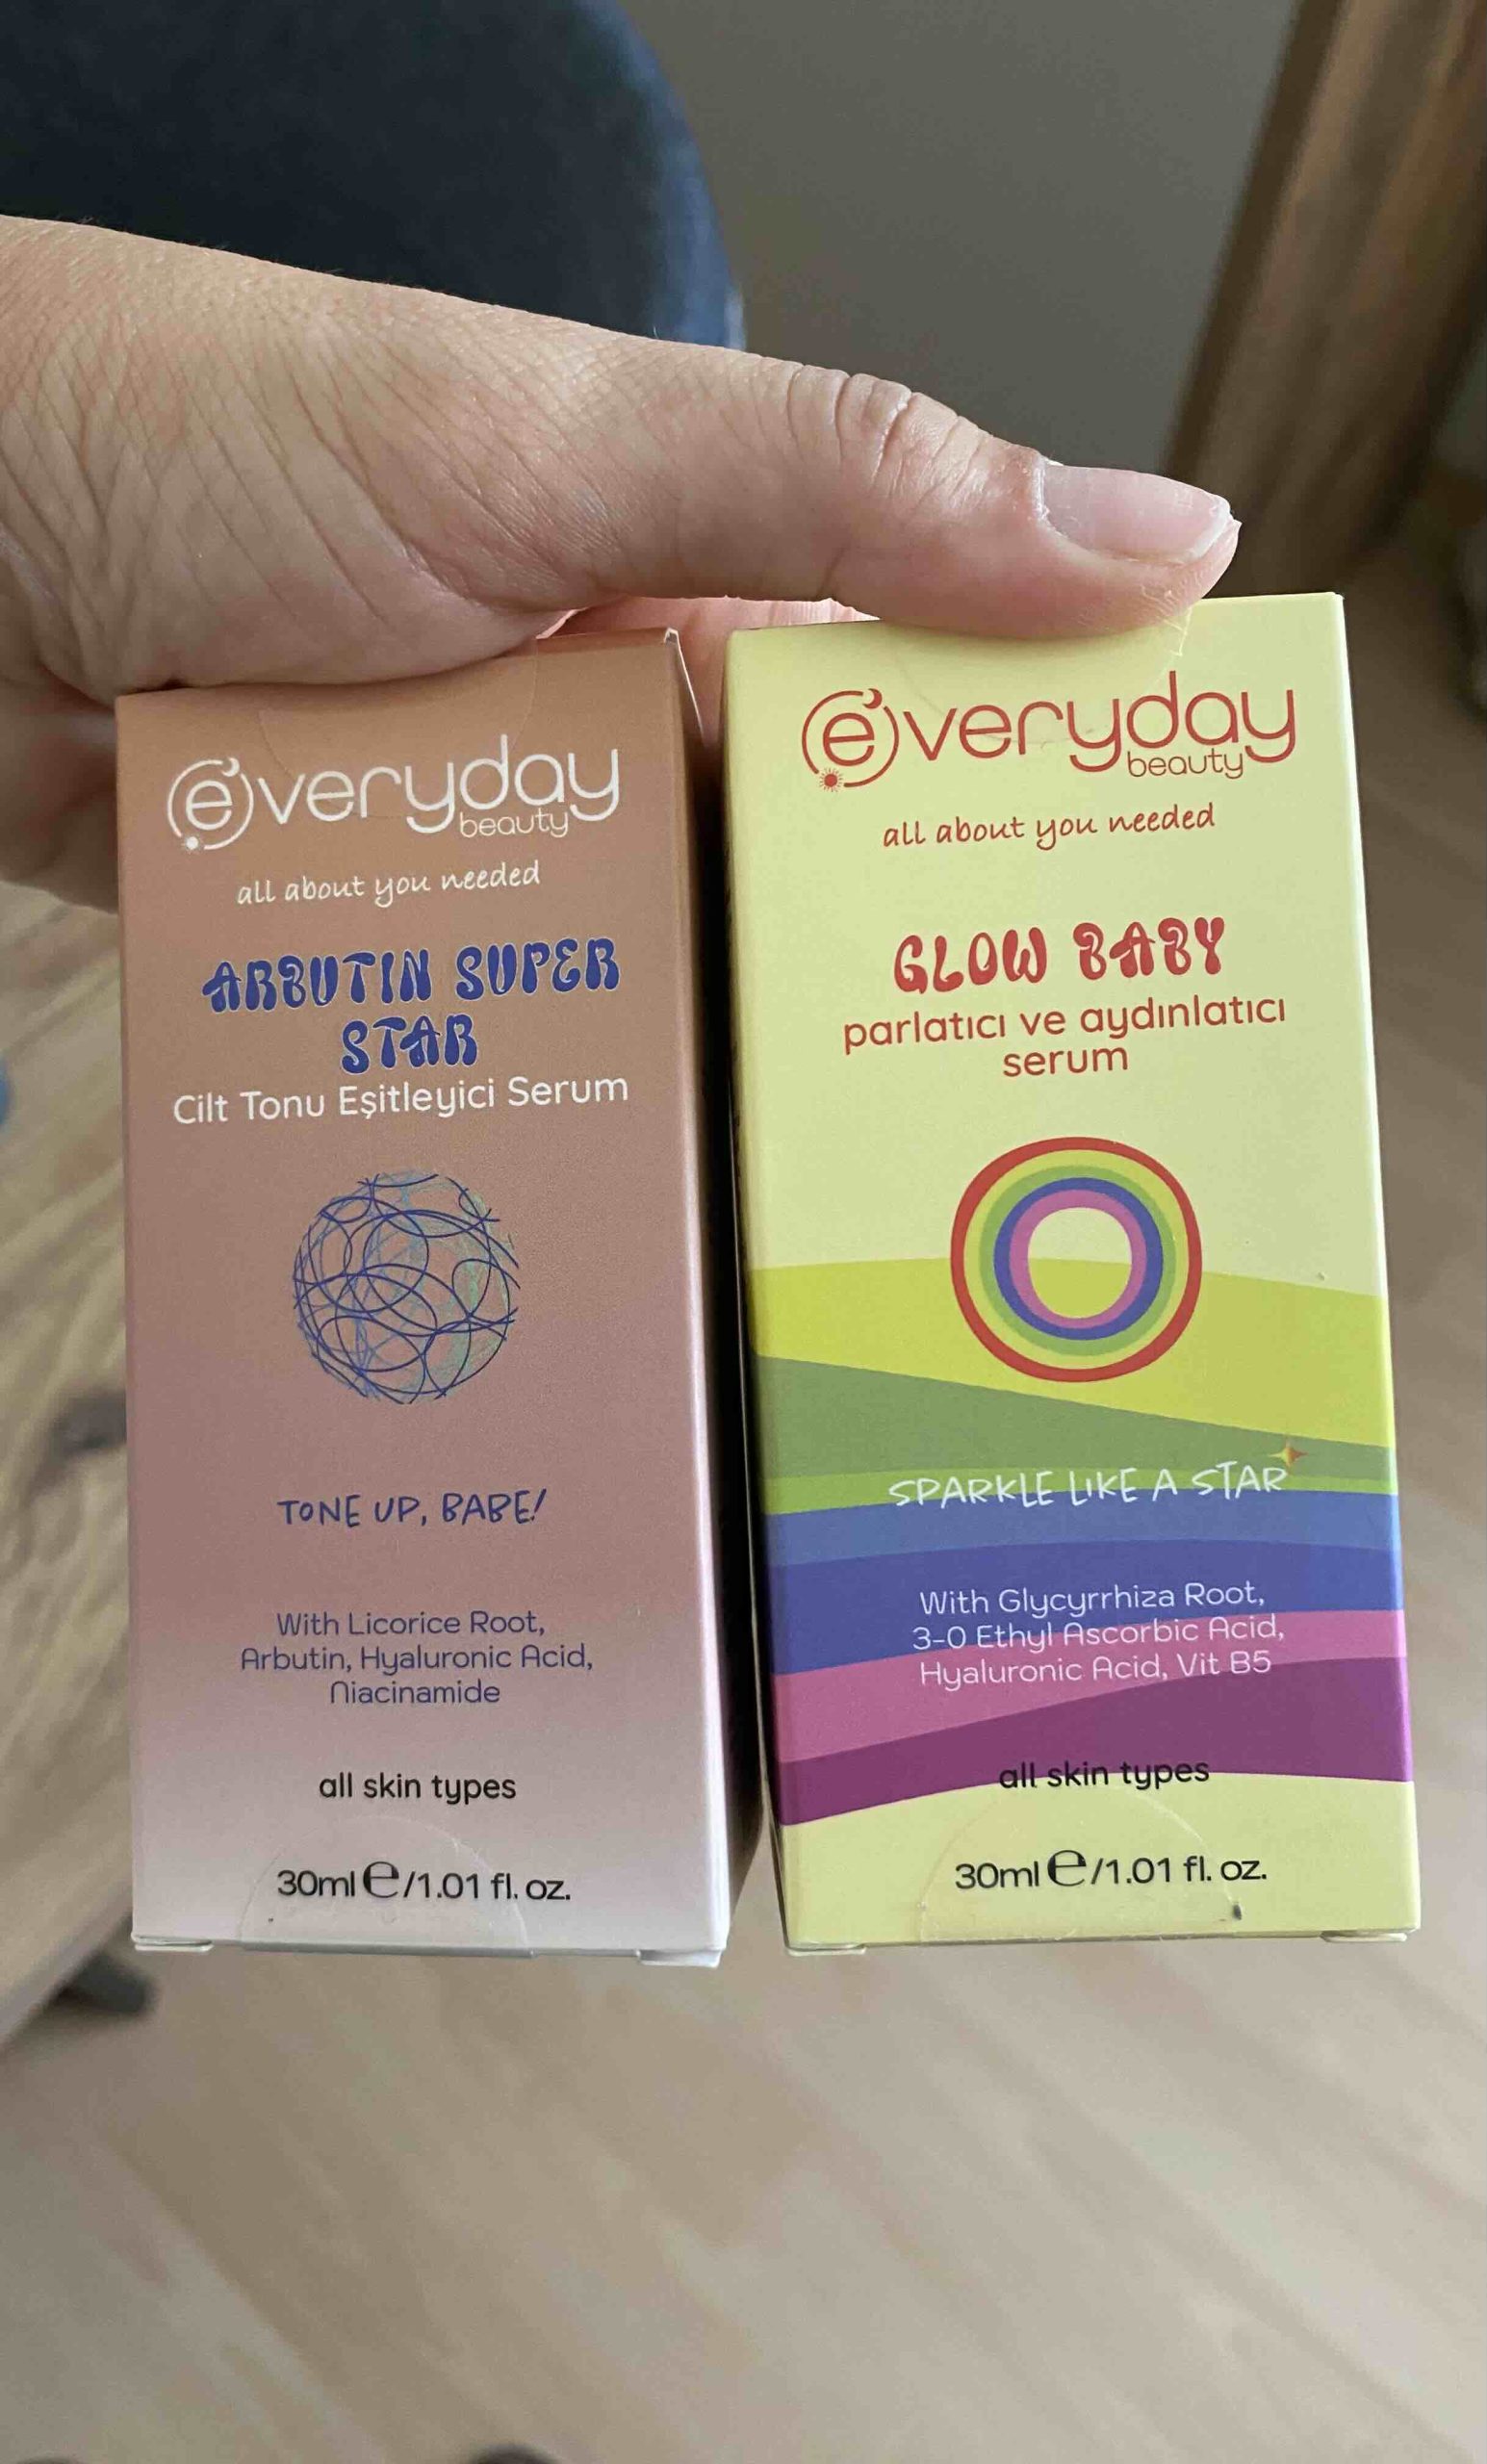 everyday
beauty
all about you needed
ARBUTIN SUPER
STAR
Cilt Tonu Eşitleyici Serum
TONE UP, BABE!
With Licorice Root,
Arbutin, Hyaluronic Acid,
Niacinamide
all skin types
30ml e/1.01 fl. oz.
everyday
beauty
all about you needed
GLOW BABY
parlatıcı ve aydınlatıcı
serum
SPARKLE LIKE A STAR
With Glycyrrhiza Root,
3-O Ethyl Ascorbic Acid,
Hyaluronic Acid, Vit B5
all skin types
30ml e/1.01 fl. oz.